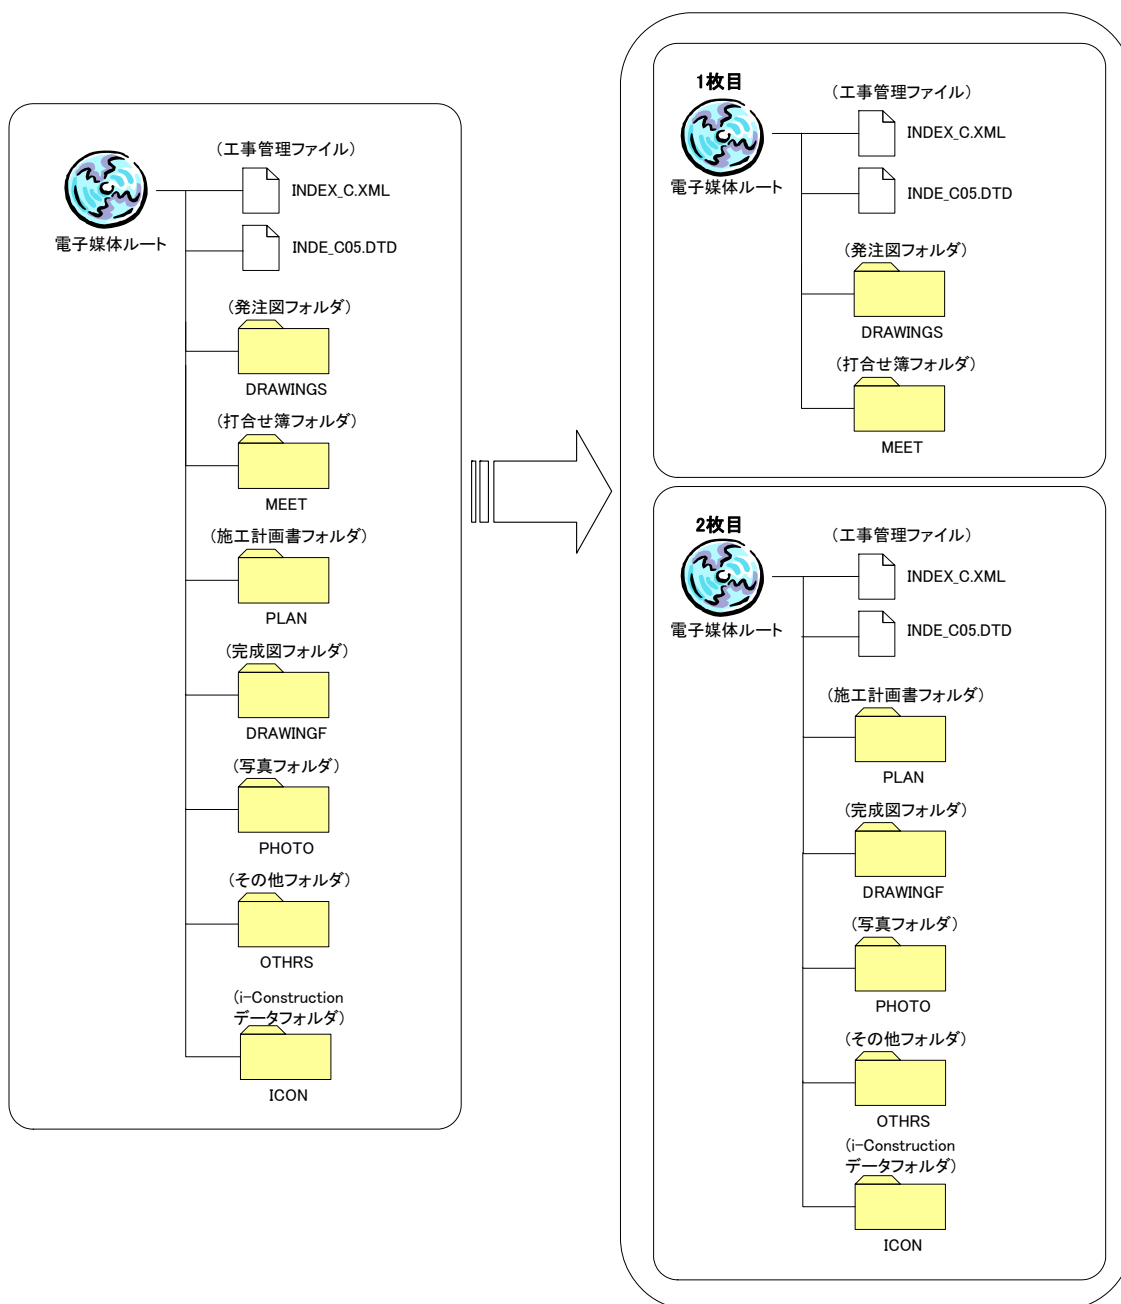 (工事管理ファイル)
INDEX_C.XML
電子媒体ルート
INDE_C05.DTD
(発注図フォルダ)
DRAWINGS
(打合せ簿フォルダ)
MEET
(施工計画書フォルダ)
PLAN
(完成図フォルダ)
DRAWINGF
(写真フォルダ)
PHOTO
(その他フォルダ)
OTHRS
(i-Construction
データフォルダ)
ICON
1枚目
(工事管理ファイル)
INDEX_C.XML
電子媒体ルート
INDE_C05.DTD
(発注図フォルダ)
DRAWINGS
(打合せ簿フォルダ)
MEET
2枚目
(工事管理ファイル)
INDEX_C.XML
電子媒体ルート
INDE_C05.DTD
(施工計画書フォルダ)
PLAN
(完成図フォルダ)
DRAWINGF
(写真フォルダ)
PHOTO
(その他フォルダ)
OTHRS
(i-Construction
データフォルダ)
ICON